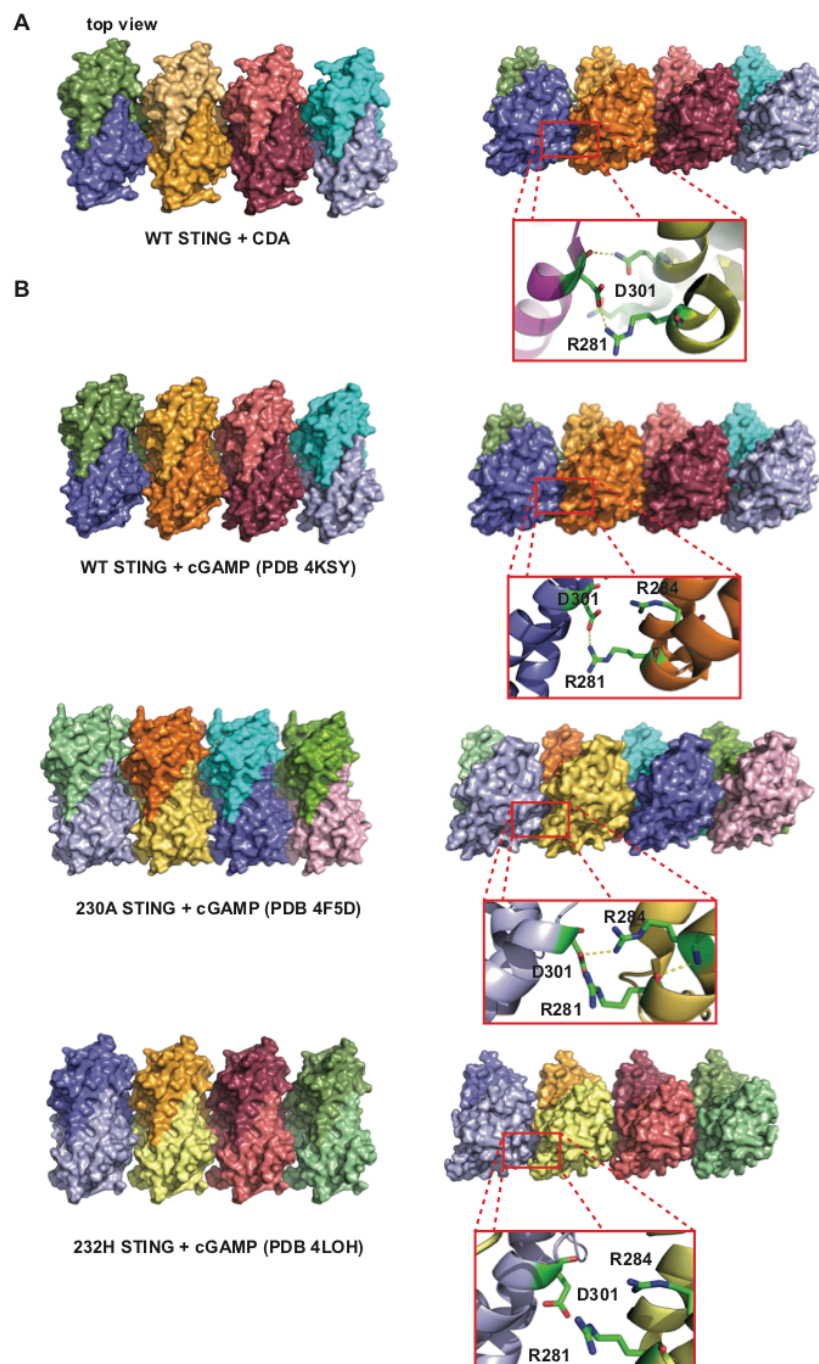 A
top view
WT STING + CDA
D301
R281
B
WT STING + cGAMP (PDB 4KSY)
D301
R284
R281
230A STING + cGAMP (PDB 4F5D)
R284
D301
R281
232H STING + cGAMP (PDB 4LOH)
R284
D301
R281